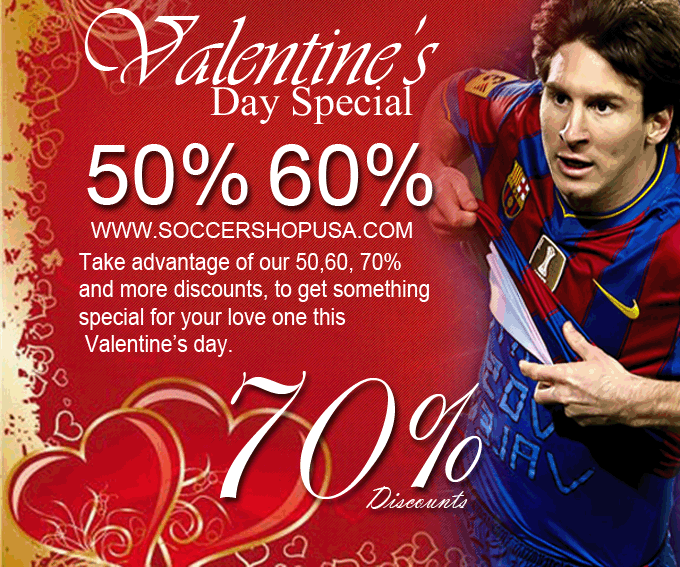 Valentine's
Day Special
50% 60%
WWW.SOCCERSHOPUSA.COM
Take advantage of our 50,60, 70%
and more discounts, to get something
special for your love one this
Valentine’s day.
70%
Discounts